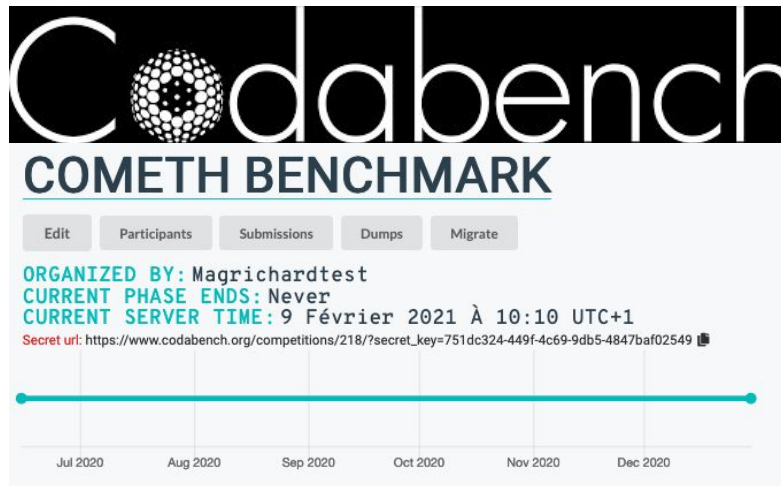 Codabench
COMETH BENCHMARK
Edit Participants Submissions Dumps Migrate
ORGANIZED BY: Magrichardtest
CURRENT PHASE ENDS: Never
CURRENT SERVER TIME: 9 Février 2021 À 10:10 UTC+1
Secret url: https://www.codabench.org/competitions/218/?secret_key=751dc324-449f-4c69-9db5-4847baf02549
Jul 2020 Aug 2020 Sep 2020 Oct 2020 Nov 2020 Dec 2020